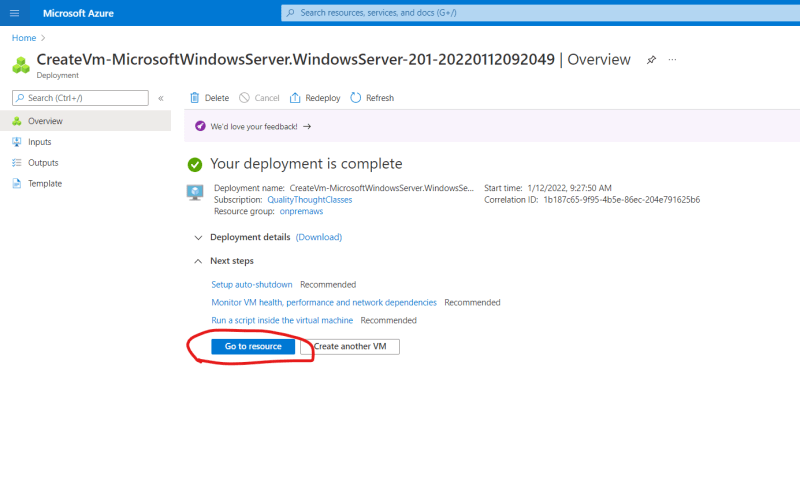 Microsoft Azure
Search resources, services, and docs (G+/)
Home
CreateVm-MicrosoftWindowsServer.WindowsServer-201-20220112092049 | Overview
Deployment
Search (Ctrl+/)
«
Delete
Cancel
Redeploy
Refresh
Overview
Inputs
Outputs
Template
We'd love your feedback! →
Your deployment is complete
Deployment name: CreateVm-MicrosoftWindowsServer.WindowsSe...
Subscription: QualityThoughtClasses
Resource group: onpremaws
Start time: 1/12/2022, 9:27:50 AM
Correlation ID: 1b187c65-9f95-4b5e-86ec-204e791625b6
Deployment details (Download)
Next steps
Setup auto-shutdown Recommended
Monitor VM health, performance and network dependencies Recommended
Run a script inside the virtual machine Recommended
Go to resource
Create another VM